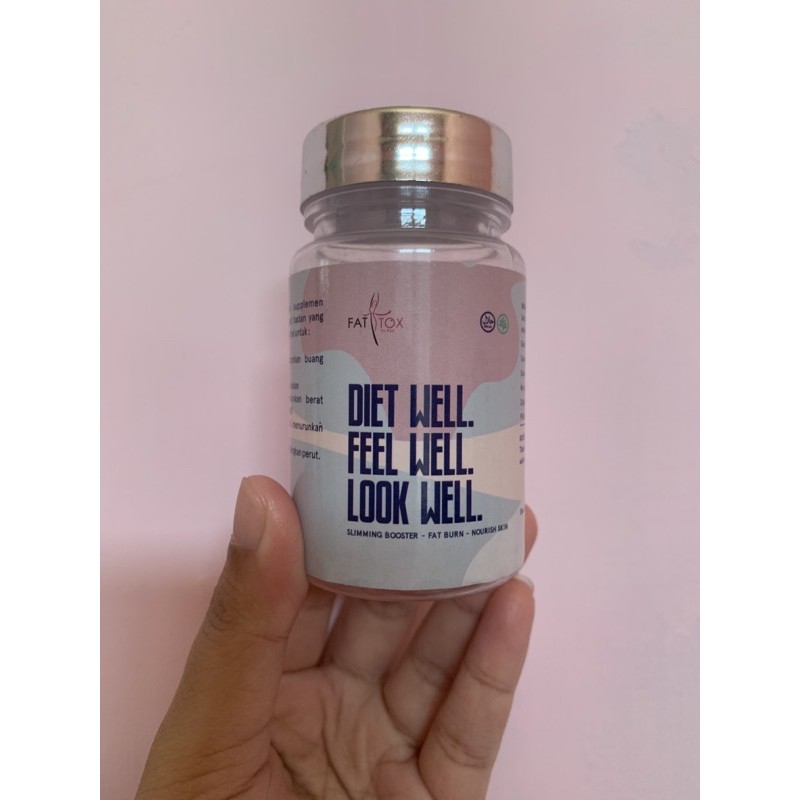 supplemen
badan yang
untuk:
buang
berat
menurunkan
perut.
FAT TOX
DIET WELL.
FEEL WELL.
LOOK WELL.
SLIMMING BOOSTER - FAT BURN - NOURISH SKIN